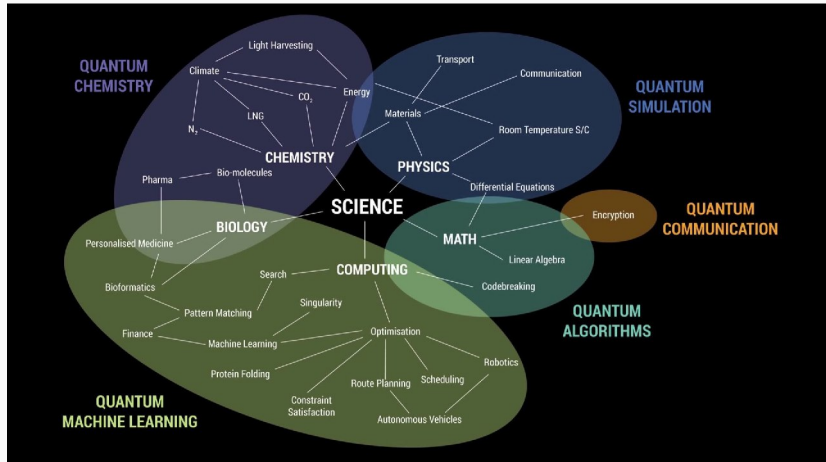 Light Harvesting
QUANTUM
CHEMISTRY
Climate
CO₂
Energy
LNG
N₂
CHEMISTRY
Transport
Communication
Materials
Room Temperature S/C
PHYSICS
QUANTUM
SIMULATION
Differential Equations
Pharma
Bio-molecules
BIOLOGY
SCIENCE
Encryption
QUANTUM
COMMUNICATION
Personalised Medicine
MATH
Linear Algebra
Codebreaking
QUANTUM
ALGORITHMS
COMPUTING
Search
Bioformatics
Singularity
Pattern Matching
Finance
Machine Learning
Optimisation
Robotics
Protein Folding
Route Planning
Scheduling
Constraint
Satisfaction
Autonomous Vehicles
QUANTUM
MACHINE LEARNING